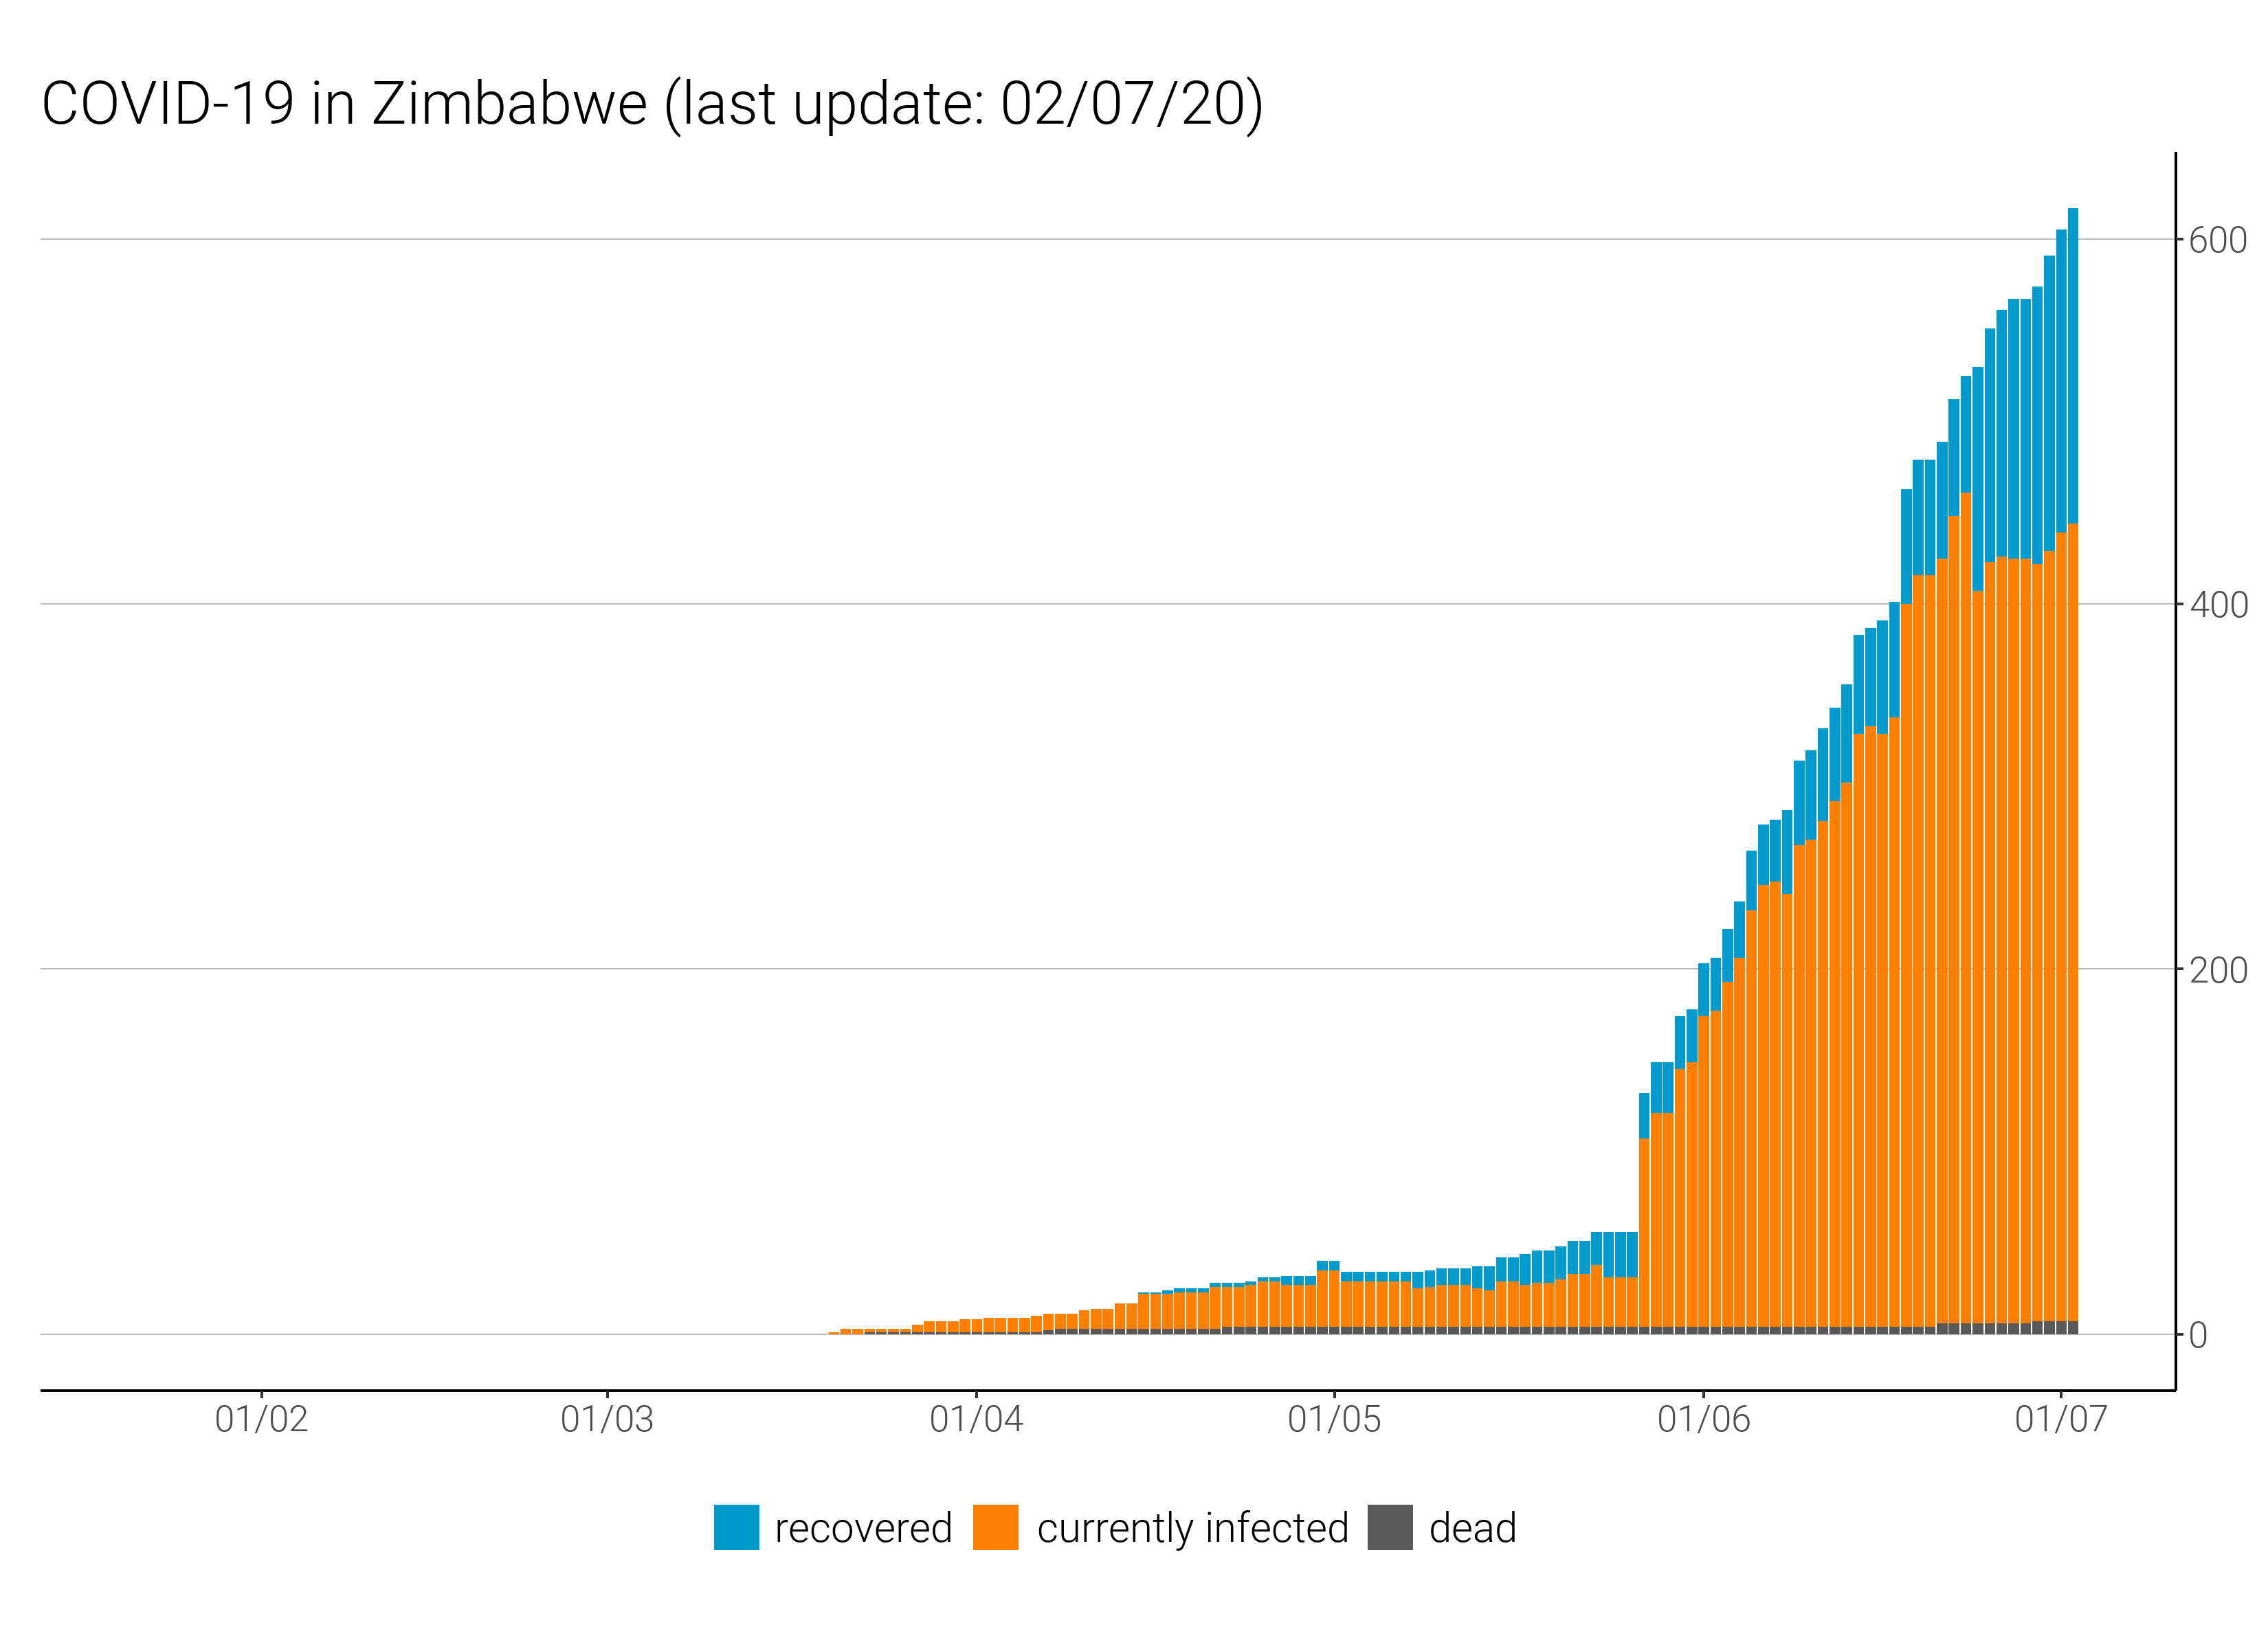 COVID-19 in Zimbabwe (last update: 02/07/20)
600
400
200
0
01/02 01/03 01/04 01/05 01/06 01/07
recovered currently infected dead